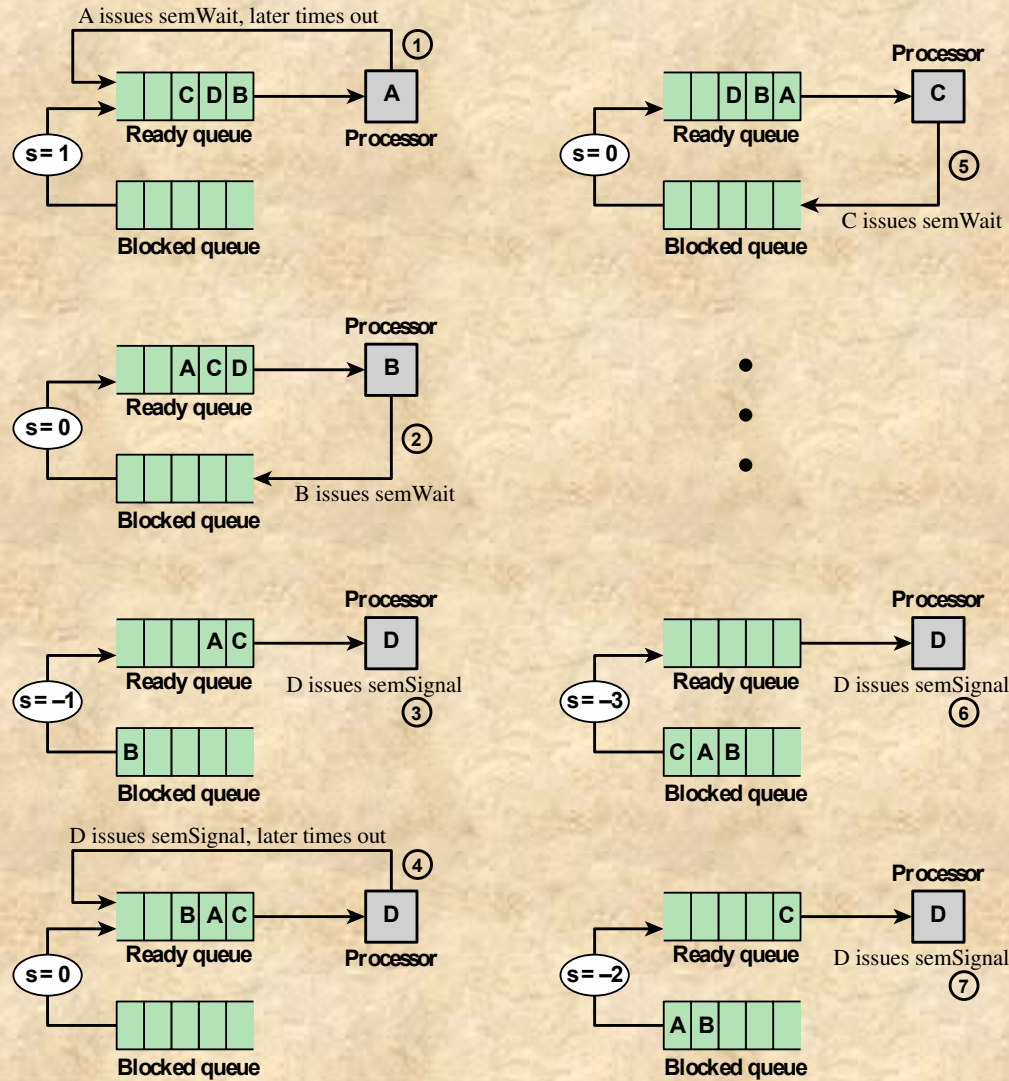 A issues semWait, later times out
1
C D B
A
Ready queue
Processor
s = 1
Blocked queue
Processor
B
A C D
Ready queue
s = 0
2
B issues semWait
Blocked queue
Processor
D
A C
Ready queue
D issues semSignal
3
s = –1
B
Blocked queue
D issues semSignal, later times out
4
B A C
D
Ready queue
Processor
s = 0
Blocked queue
Processor
C
D B A
Ready queue
s = 0
5
C issues semWait
Blocked queue
Processor
D
Ready queue
D issues semSignal
6
s = –3
C A B
Blocked queue
Processor
D
C
Ready queue
D issues semSignal
7
s = –2
A B
Blocked queue